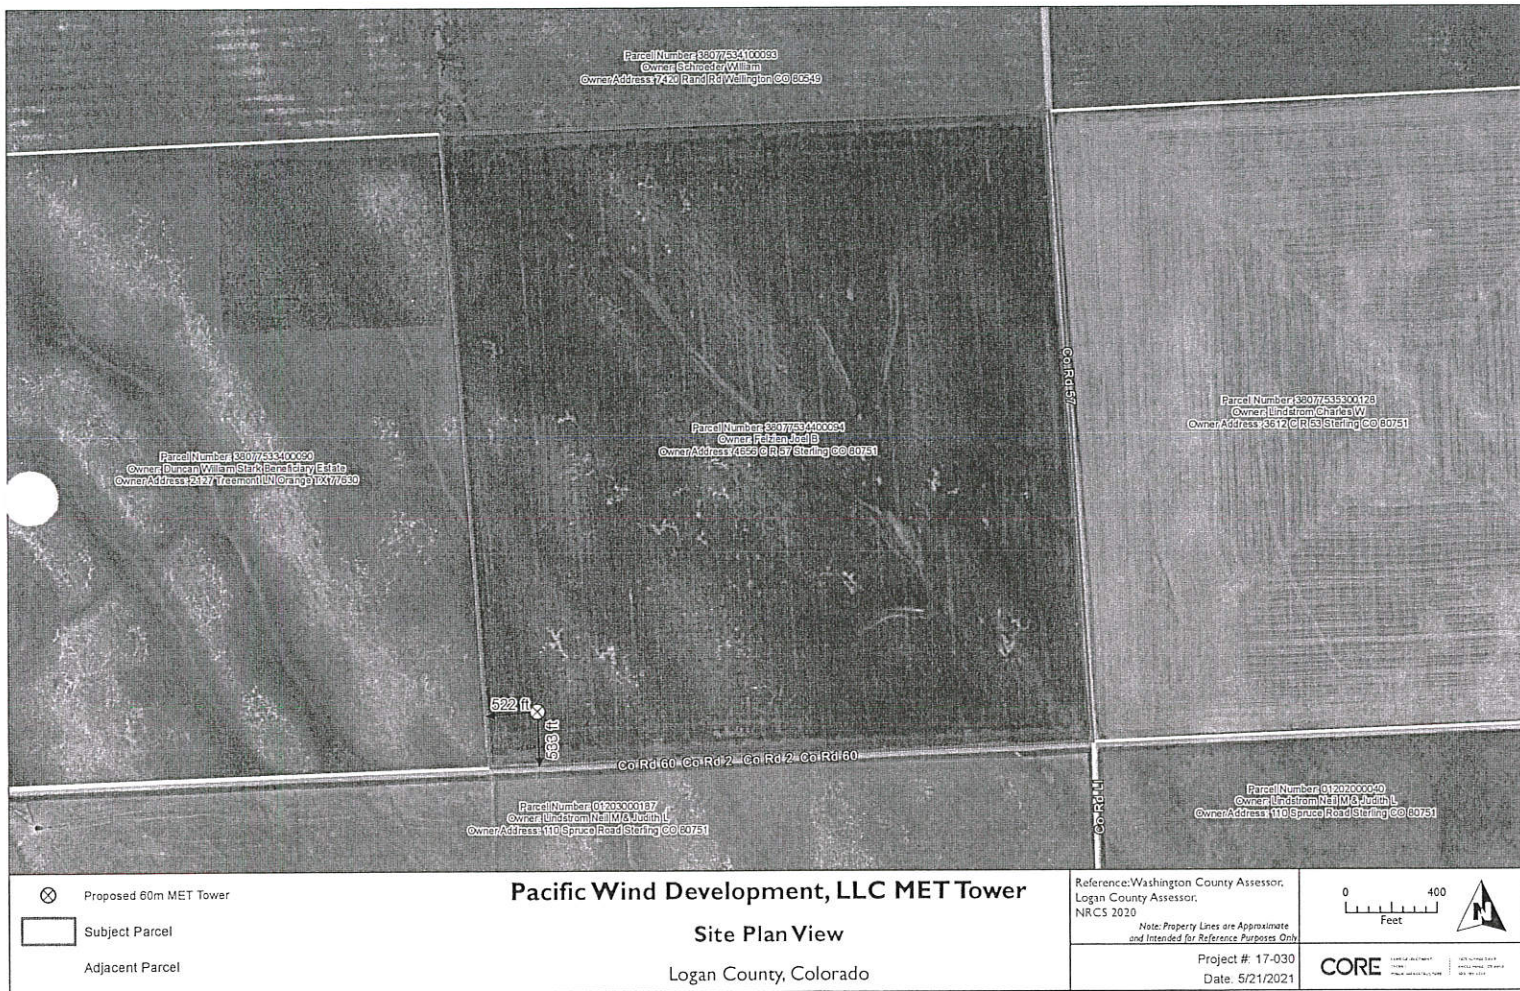 Parcel Number: 38077534100093
Owner: Schroeder William
Owner Address: 7420 Rand Rd Wellington CO 80549
Co Rd 57
Parcel Number: 38077535300128
Owner: Lindstrom Charles W
Owner Address: 3612 C R 53 Sterling CO 80751
Parcel Number: 38077534400094
Owner: Felzien Joel B
Owner Address: 4656 C R 57 Sterling CO 80751
Parcel Number: 38077533400090
Owner: Duncan William Stark Beneficiary Estate
Owner Address: 2127 Treemont LN Orange TX 77630
522 ft
533 ft
Co Rd 60 Co Rd 2 Co Rd 2 Co Rd 60
Co Rd LL
Parcel Number: 01203000187
Owner: Lindstrom Neil M & Judith L
Owner Address: 110 Spruce Road Sterling CO 80751
Parcel Number: 01202000040
Owner: Lindstrom Neil M & Judith L
Owner Address: 110 Spruce Road Sterling CO 80751
Proposed 60m MET Tower
Subject Parcel
Adjacent Parcel
Pacific Wind Development, LLC MET Tower
Site Plan View
Logan County, Colorado
Reference: Washington County Assessor,
Logan County Assessor,
NRCS 2020
Note: Property Lines are Approximate
and Intended for Reference Purposes Only
Project #: 17-030
Date: 5/21/2021
0 400
Feet
N
CORE